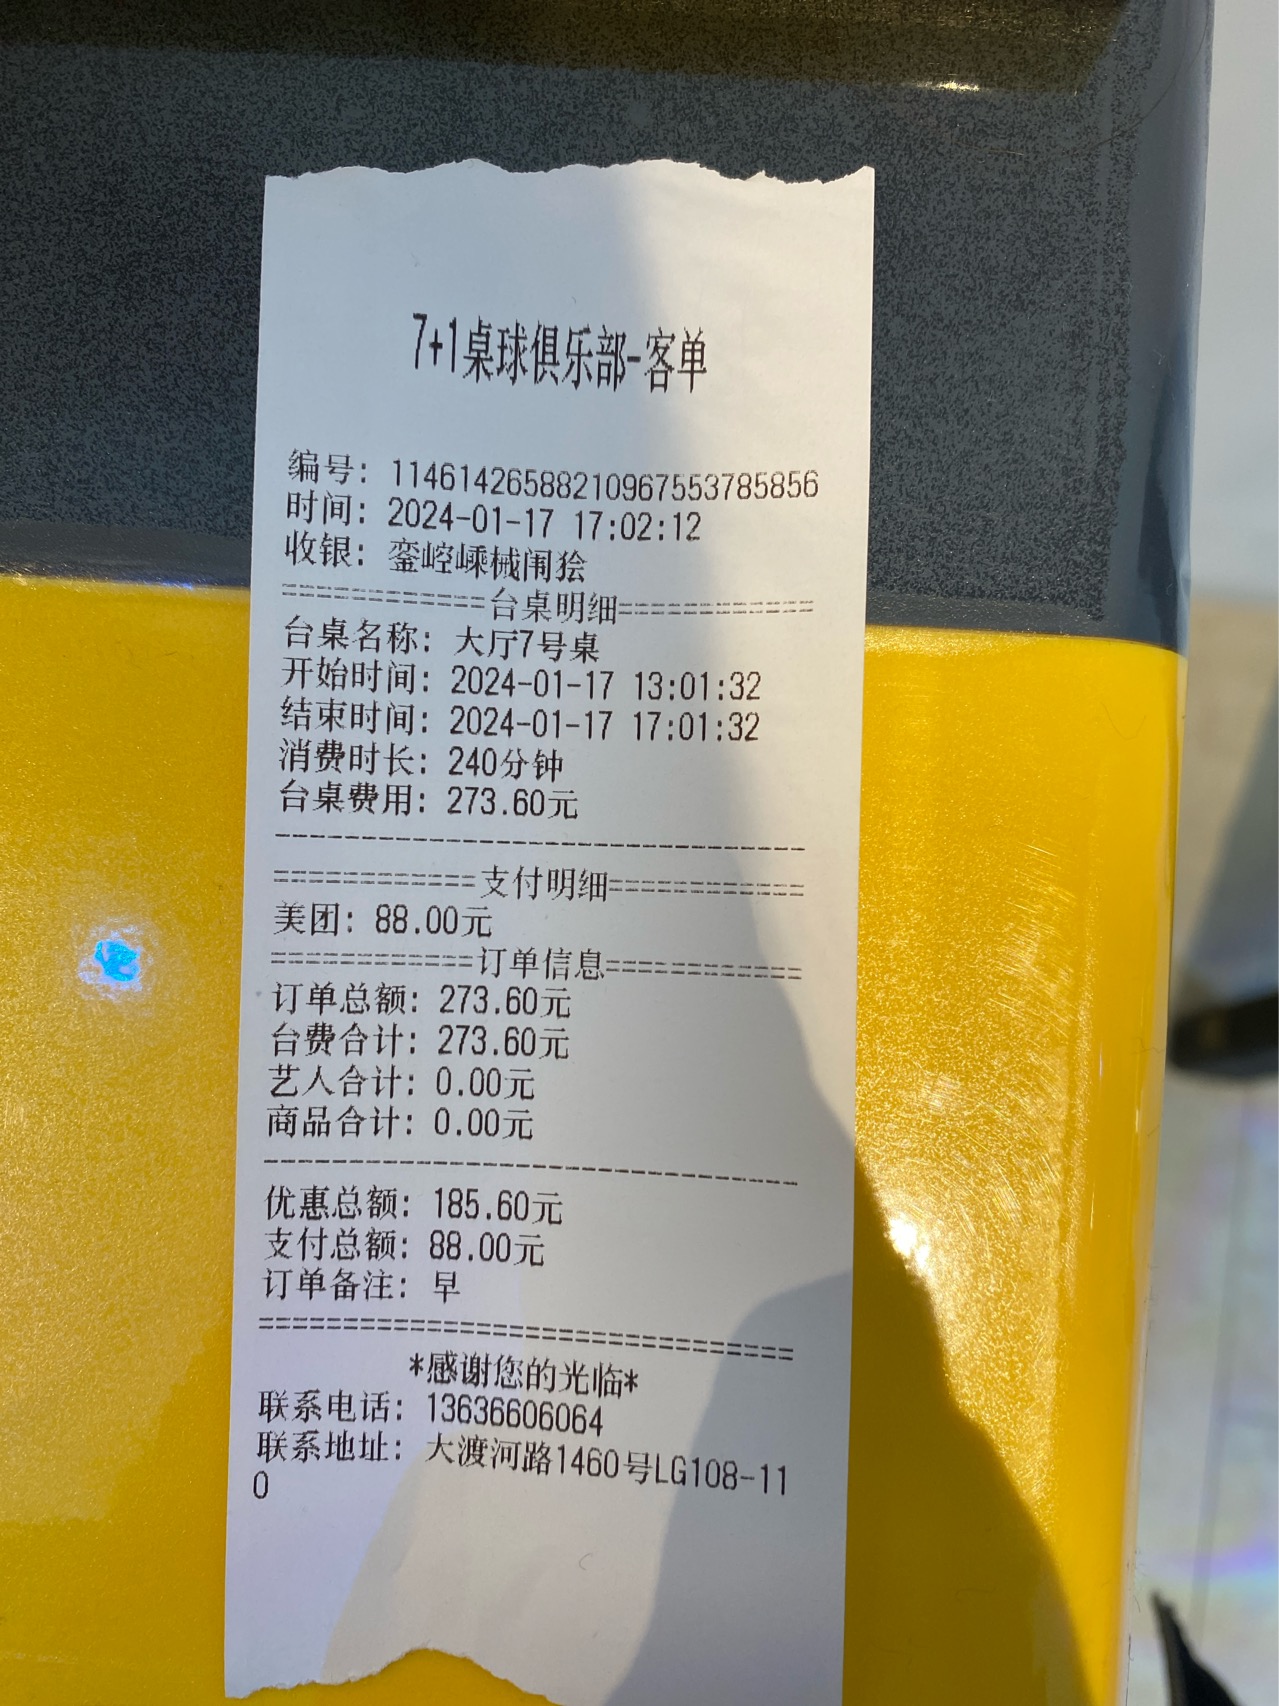 7+1桌球俱乐部-客单
编号: 1146142658821096755378​5856
时间: 2024-01-17 17:02:12
收银: 銮崆嵊械闱狯
============台桌明细============
台桌名称: 大厅7号桌
开始时间: 2024-01-17 13:01:32
结束时间: 2024-01-17 17:01:32
消费时长: 240分钟
台桌费用: 273.60元
--------------------------------
============支付明细============
美团: 88.00元
============订单信息============
订单总额: 273.60元
台费合计: 273.60元
艺人合计: 0.00元
商品合计: 0.00元
--------------------------------
优惠总额: 185.60元
支付总额: 88.00元
订单备注: 早
================================
*感谢您的光临*
联系电话: 13636606064
联系地址: 大渡河路1460号LG108-11
0